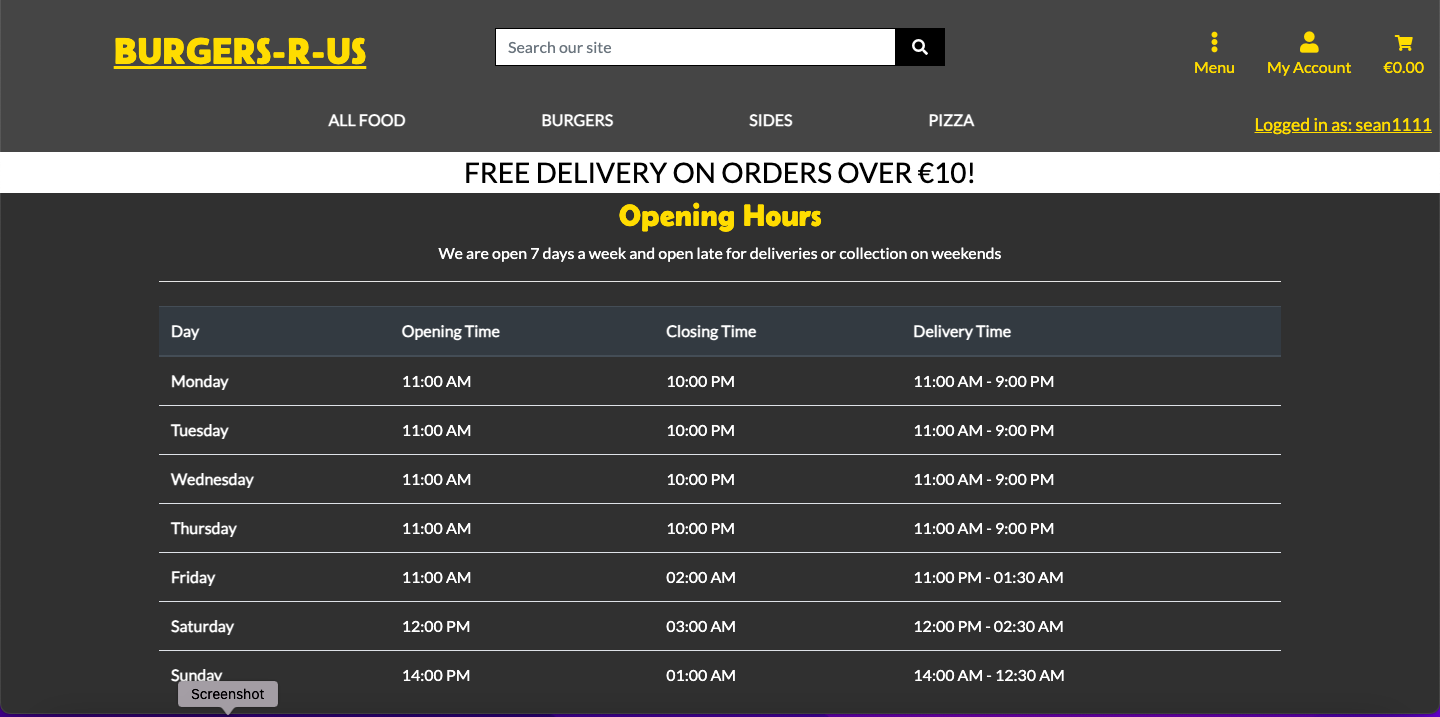 BURGERS-R-US
Search our site
Menu
My Account
€0.00
ALL FOOD BURGERS SIDES PIZZA
Logged in as: sean1111
FREE DELIVERY ON ORDERS OVER €10!
Opening Hours
We are open 7 days a week and open late for deliveries or collection on weekends
Day Opening Time Closing Time Delivery Time
Monday 11:00 AM 10:00 PM 11:00 AM - 9:00 PM
Tuesday 11:00 AM 10:00 PM 11:00 AM - 9:00 PM
Wednesday 11:00 AM 10:00 PM 11:00 AM - 9:00 PM
Thursday 11:00 AM 10:00 PM 11:00 AM - 9:00 PM
Friday 11:00 AM 02:00 AM 11:00 PM - 01:30 AM
Saturday 12:00 PM 03:00 AM 12:00 PM - 02:30 AM
Sunday 14:00 PM 01:00 AM 14:00 AM - 12:30 AM
Screenshot